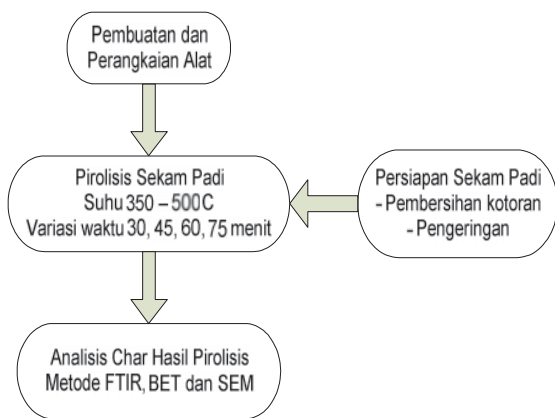 Pembuatan dan
Perangkaian Alat
Pirolisis Sekam Padi
Suhu 350 – 500C
Variasi waktu 30, 45, 60, 75 menit
Persiapan Sekam Padi
- Pembersihan kotoran
- Pengeringan
Analisis Char Hasil Pirolisis
Metode FTIR, BET dan SEM